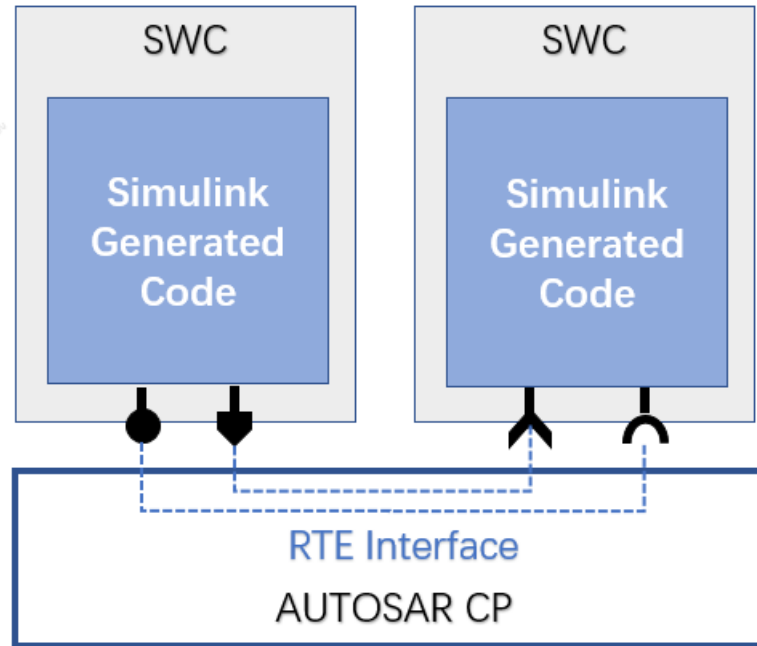 SWC
SWC
Simulink
Generated
Code
Simulink
Generated
Code
RTE Interface
AUTOSAR CP